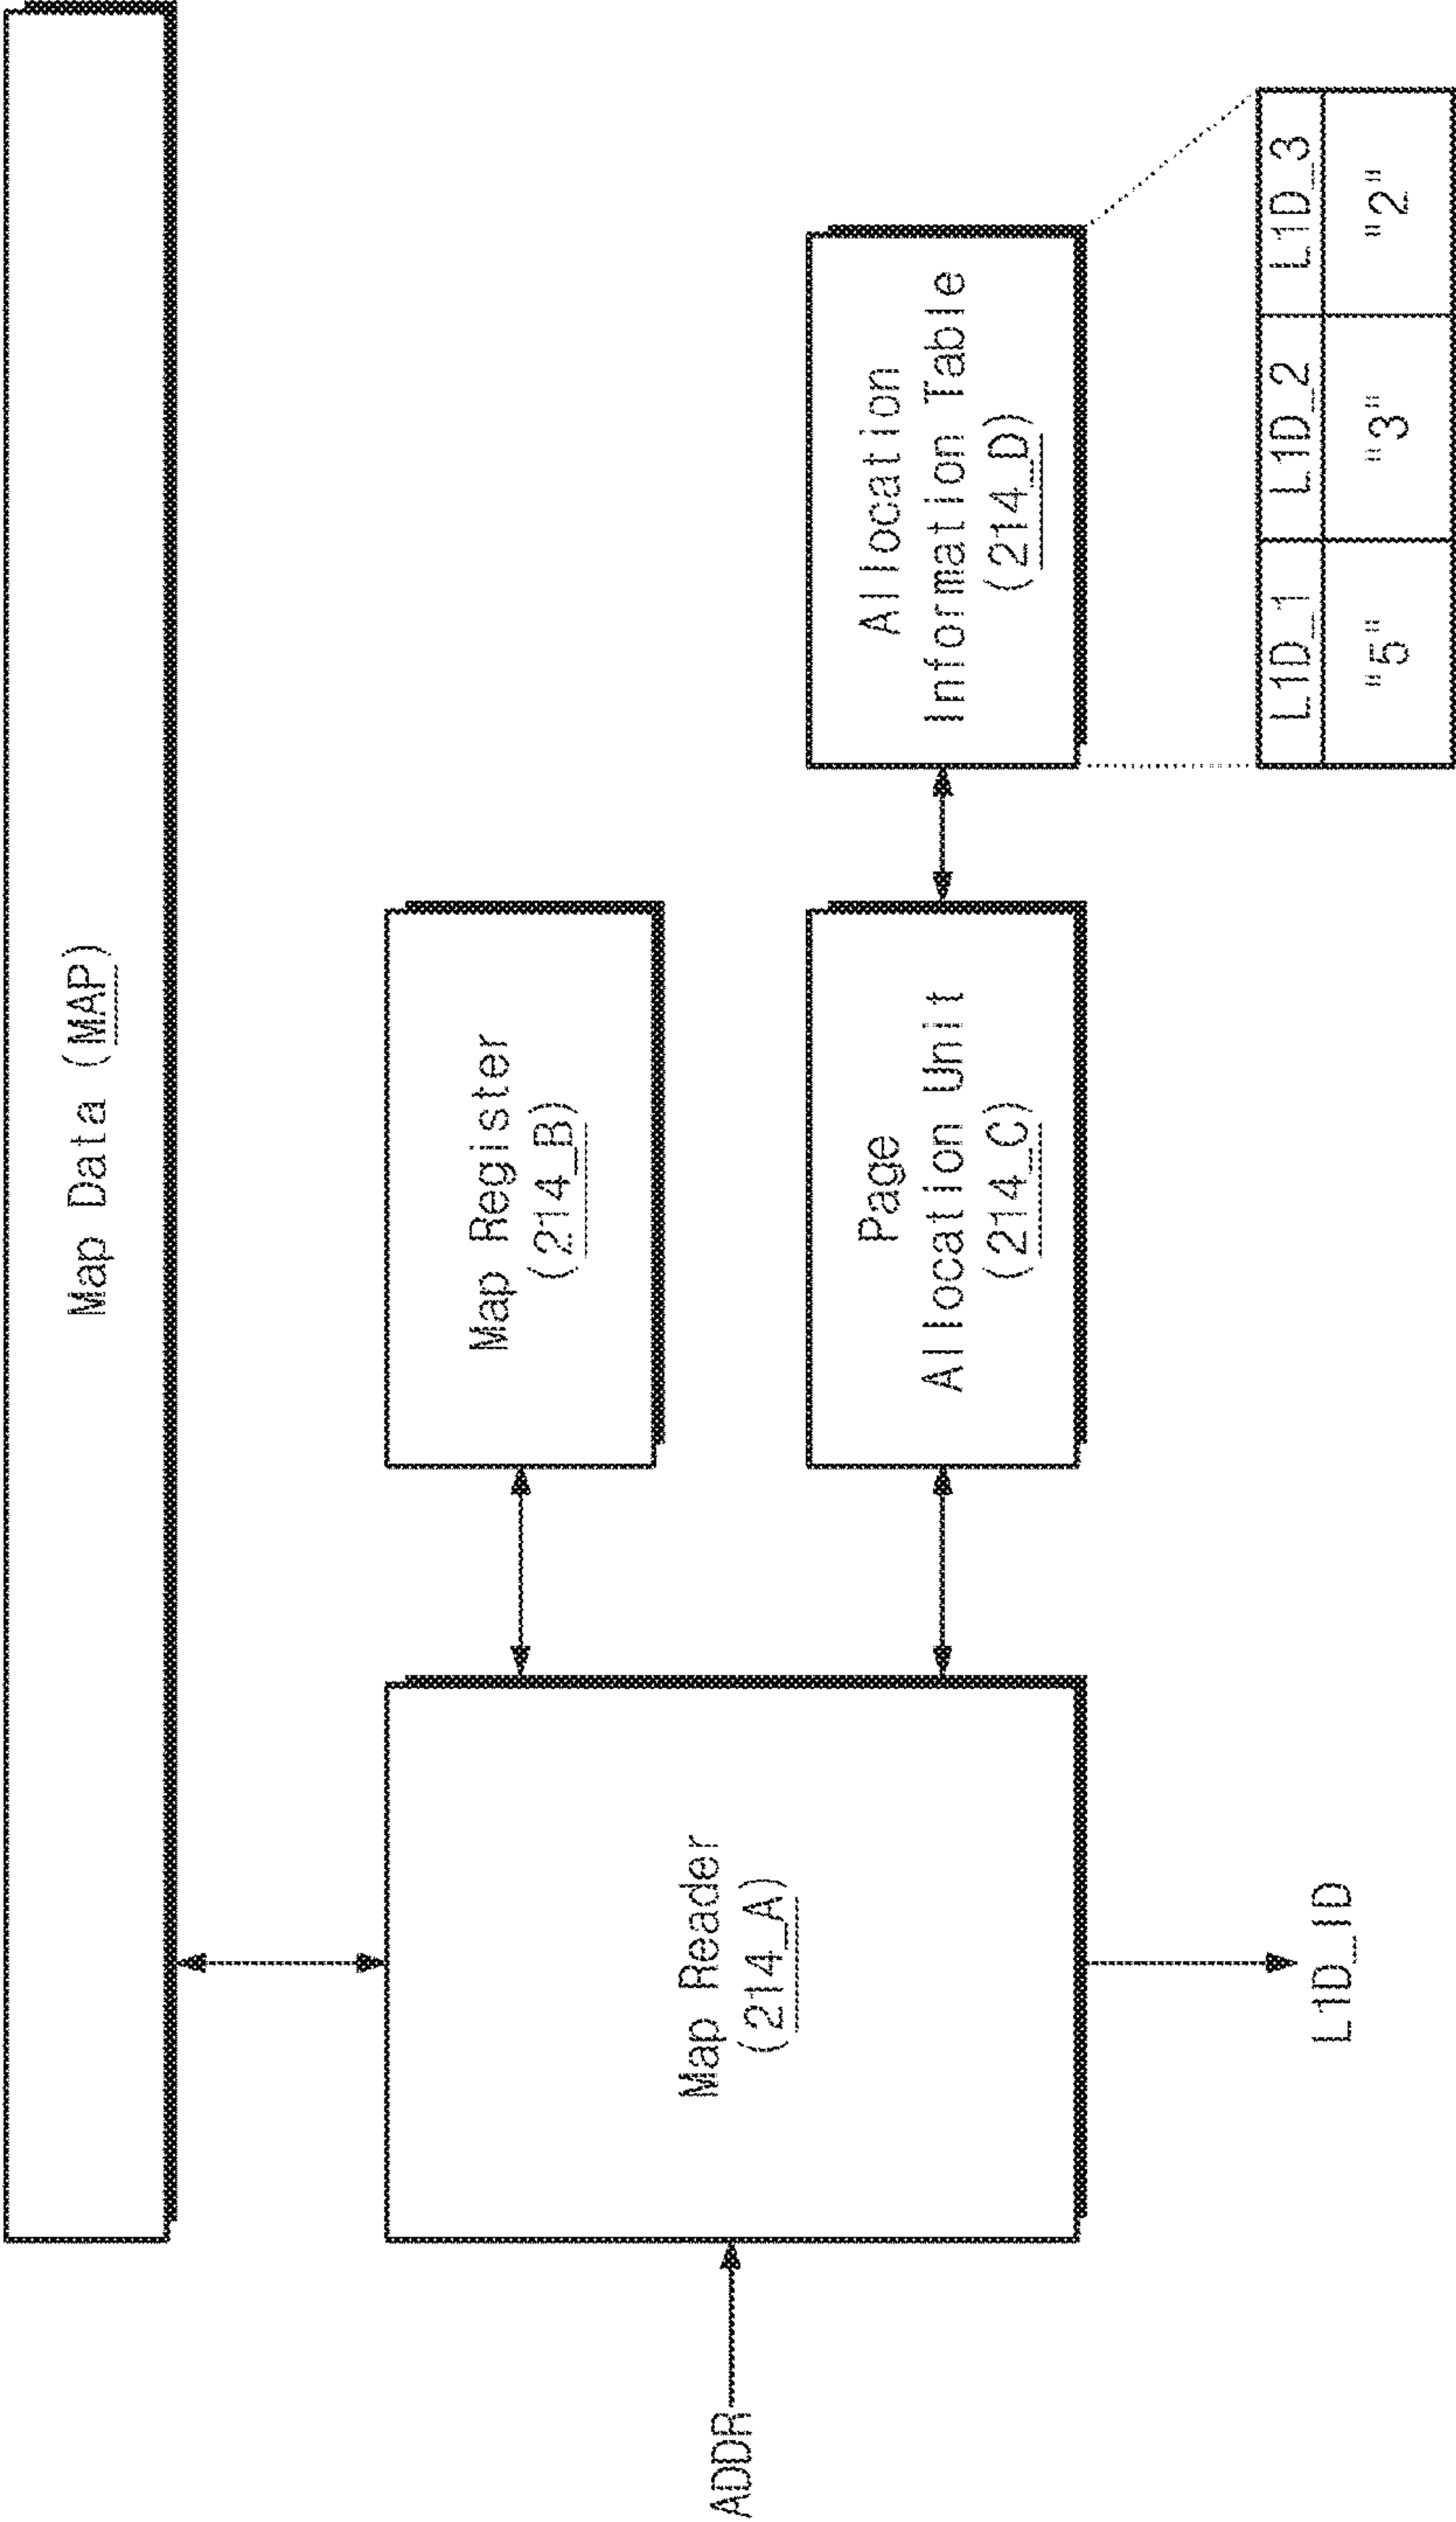 Map Data (MAP)
ADDR
Map Reader
(214_A)
Map Register
(214_B)
Page
Allocation Unit
(214_C)
Allocation
Information Table
(214_D)
L1D_ID
L1D_1 L1D_2 L1D_3
"5" "3" "2"